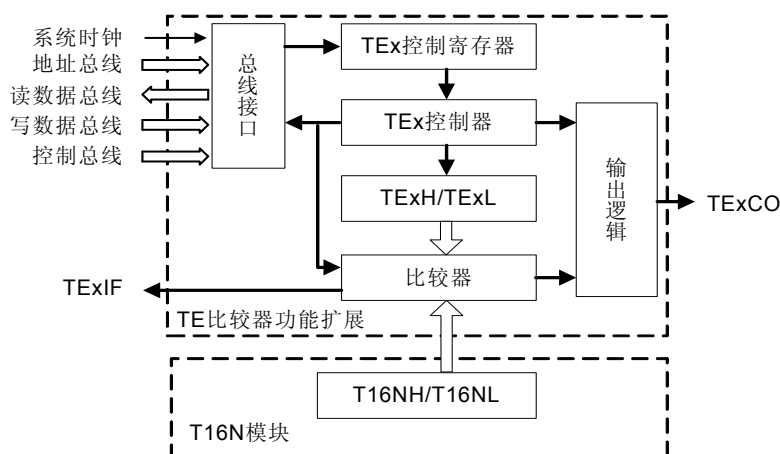 系统时钟
地址总线
读数据总线
写数据总线
控制总线
总线接口
TEx控制寄存器
TEx控制器
TExH/TExL
比较器
输出逻辑
TExCO
TExIF
TE比较器功能扩展
T16NH/T16NL
T16N模块